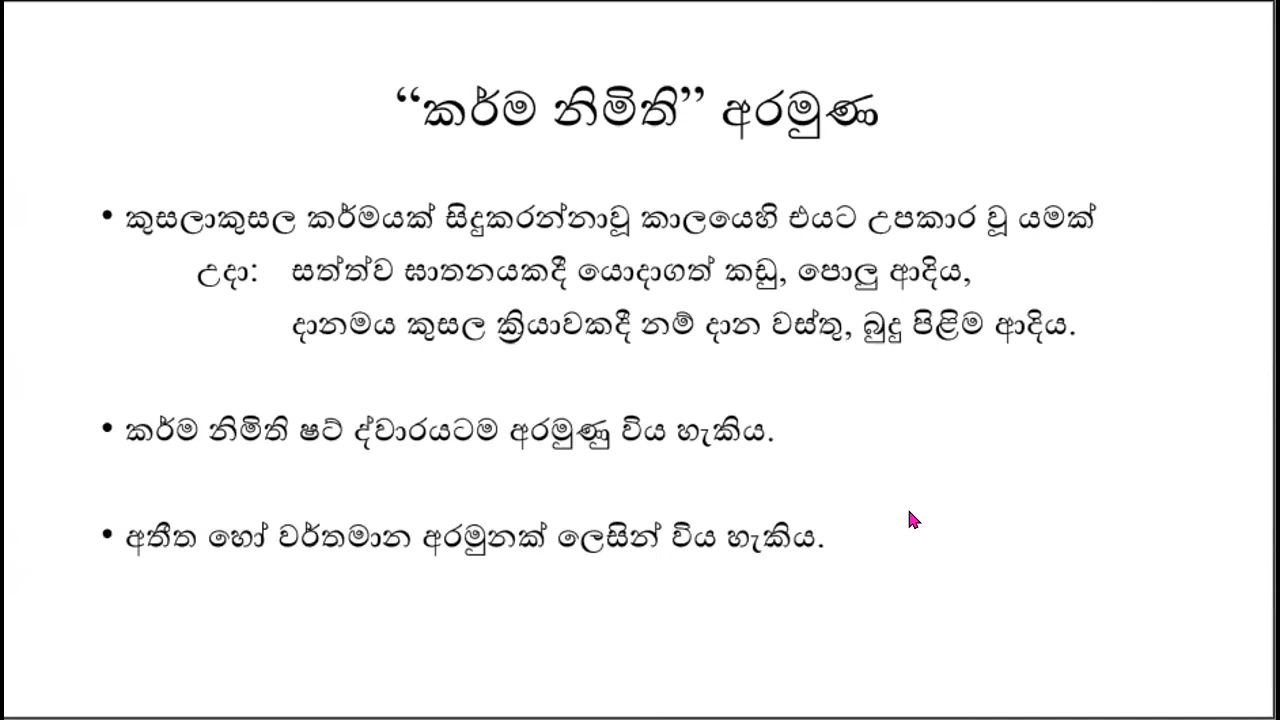 “කර්ම නිමිති” අරමුණ
• කුසලාකුසල කර්මයක් සිදුකරන්නාවූ කාලයෙහි එයට උපකාර වූ යමක්
උදා: සත්ත්ව ඝාතනයකදී යොදාගත් කඩු, පොලු ආදිය,
දානමය කුසල ක්‍රියාවකදී නම් දාන වස්තු, බුදු පිළිම ආදිය.
• කර්ම නිමිති ෂට් ද්වාරයටම අරමුණු විය හැකිය.
• අතීත හෝ වර්තමාන අරමුනක් ලෙසින් විය හැකිය.